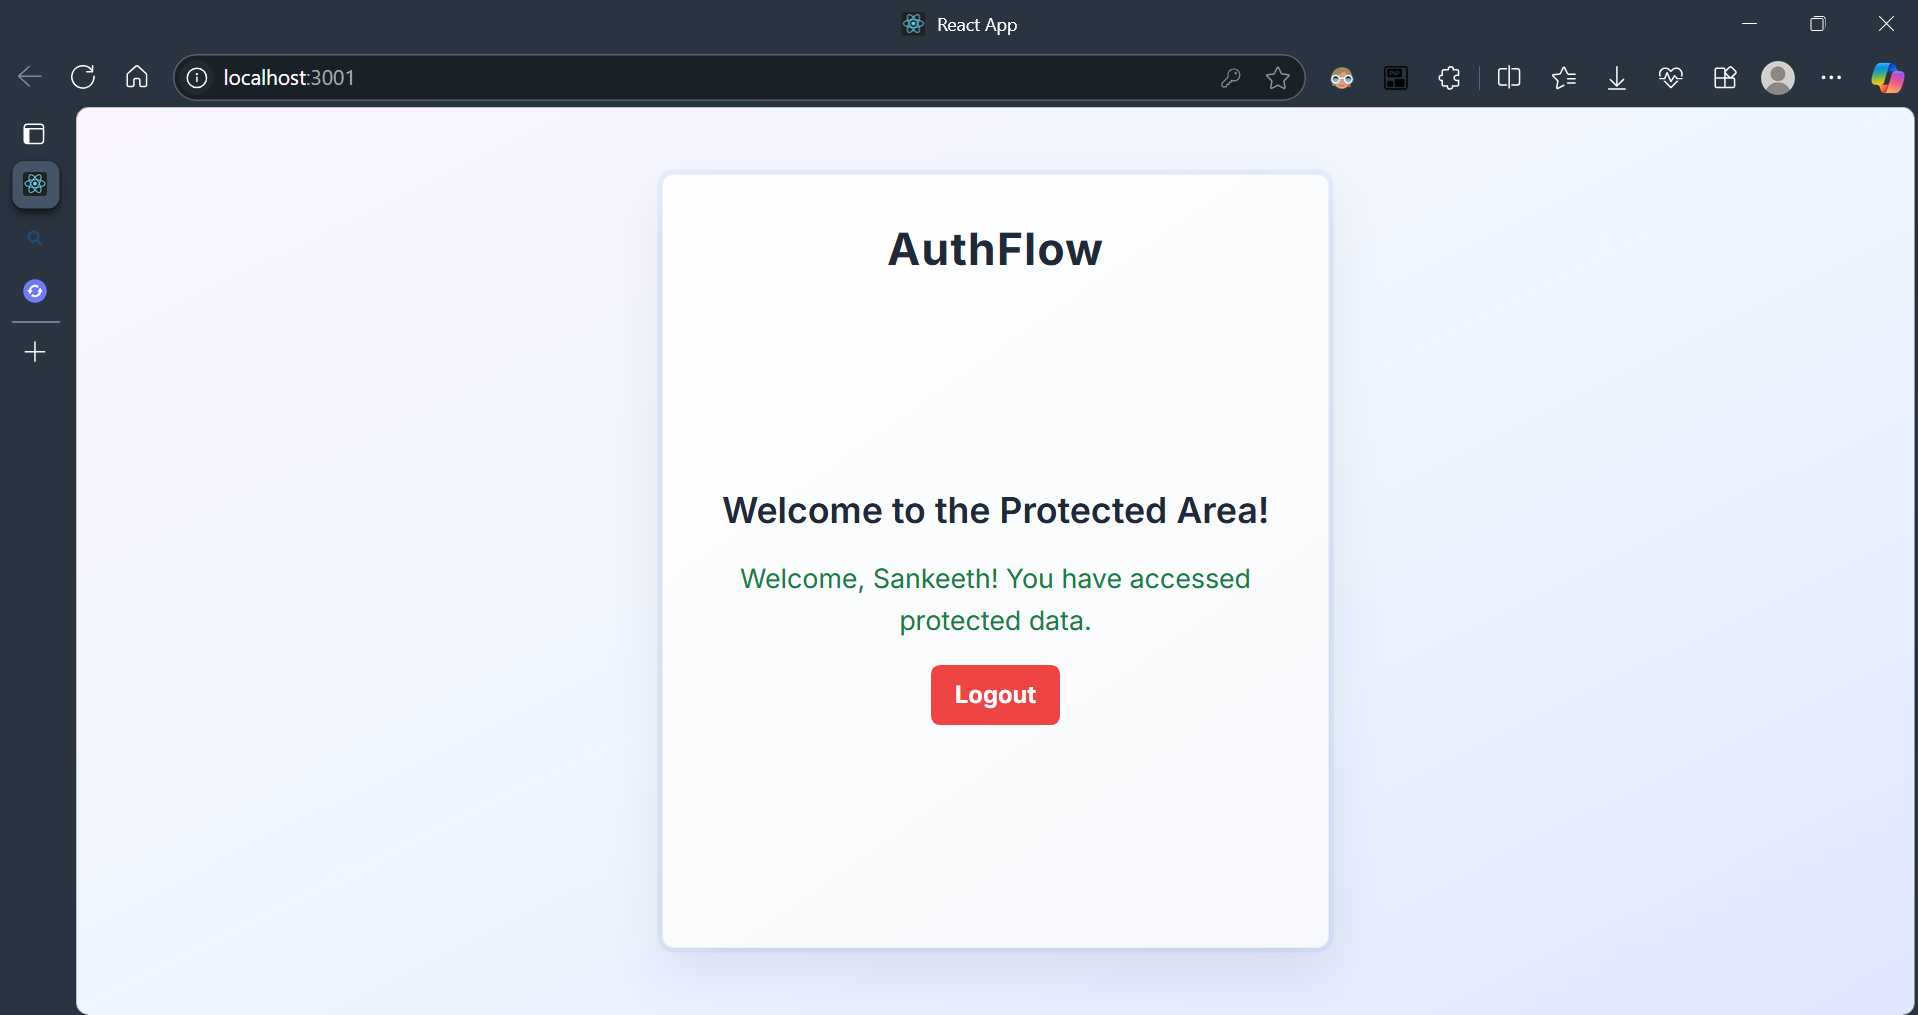 React App
localhost:3001
AuthFlow
Welcome to the Protected Area!
Welcome, Sankeeth! You have accessed
protected data.
Logout